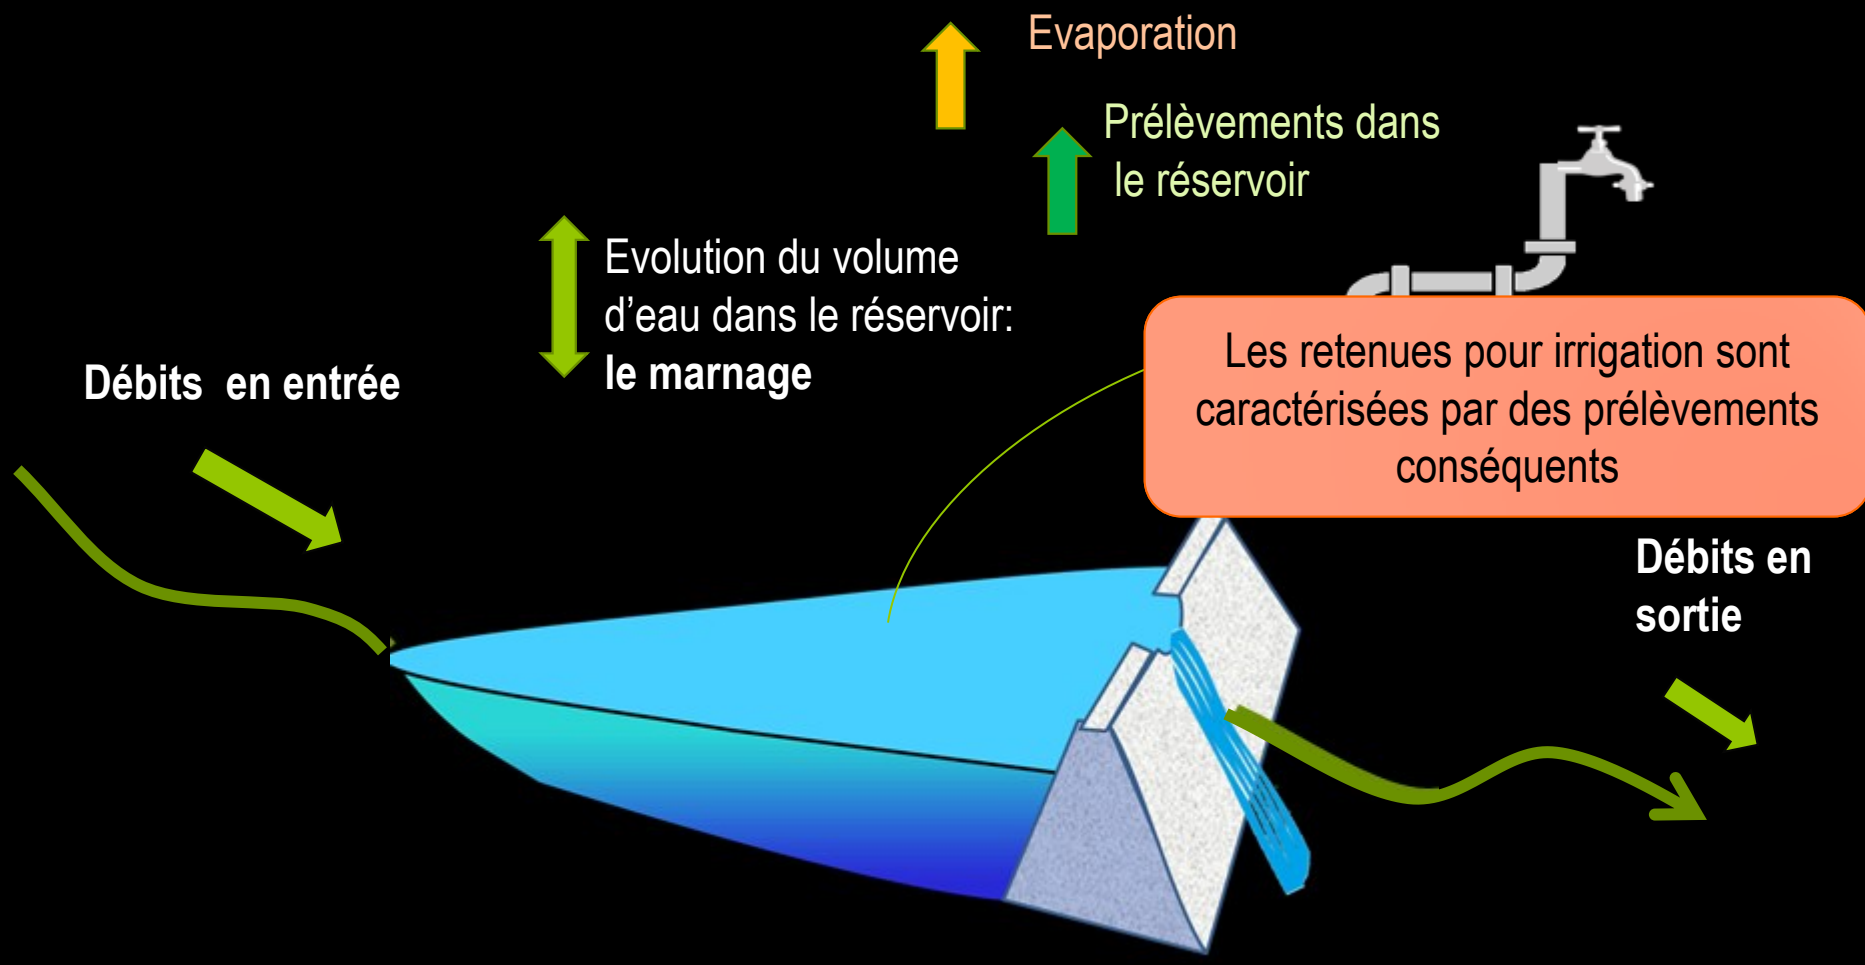 Evaporation
Prélèvements dans
le réservoir
Evolution du volume
d’eau dans le réservoir:
le marnage
Débits en entrée
Les retenues pour irrigation sont
caractérisées par des prélèvements
conséquents
Débits en
sortie